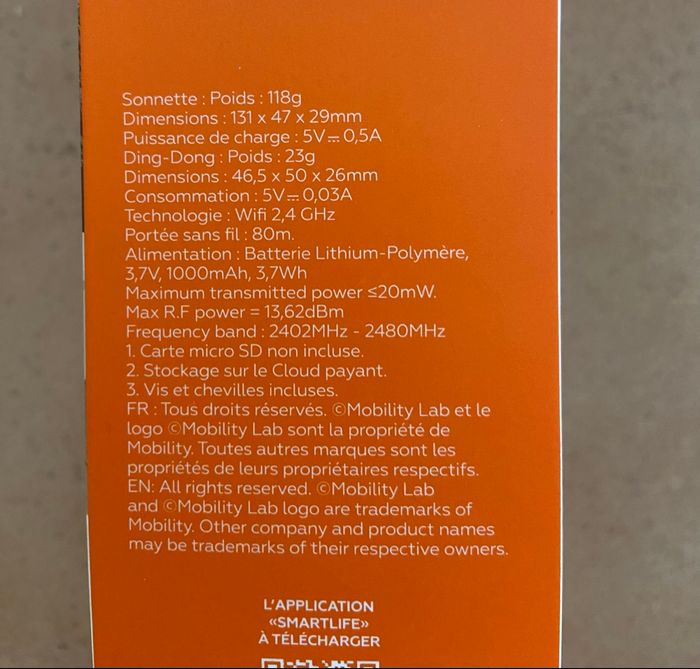 Sonnette : Poids : 118g
Dimensions : 131 x 47 x 29mm
Puissance de charge : 5V⎓0,5A
Ding-Dong : Poids : 23g
Dimensions : 46,5 x 50 x 26mm
Consommation : 5V⎓0,03A
Technologie : Wifi 2,4 GHz
Portée sans fil : 80m.
Alimentation : Batterie Lithium-Polymère,
3,7V, 1000mAh, 3,7Wh
Maximum transmitted power ≤20mW.
Max R.F power = 13,62dBm
Frequency band : 2402MHz - 2480MHz
1. Carte micro SD non incluse.
2. Stockage sur le Cloud payant.
3. Vis et chevilles incluses.
FR : Tous droits réservés. ©Mobility Lab et le
logo ©Mobility Lab sont la propriété de
Mobility. Toutes autres marques sont les
propriétés de leurs propriétaires respectifs.
EN: All rights reserved. ©Mobility Lab
and ©Mobility Lab logo are trademarks of
Mobility. Other company and product names
may be trademarks of their respective owners.
L'APPLICATION
«SMARTLIFE»
À TÉLÉCHARGER